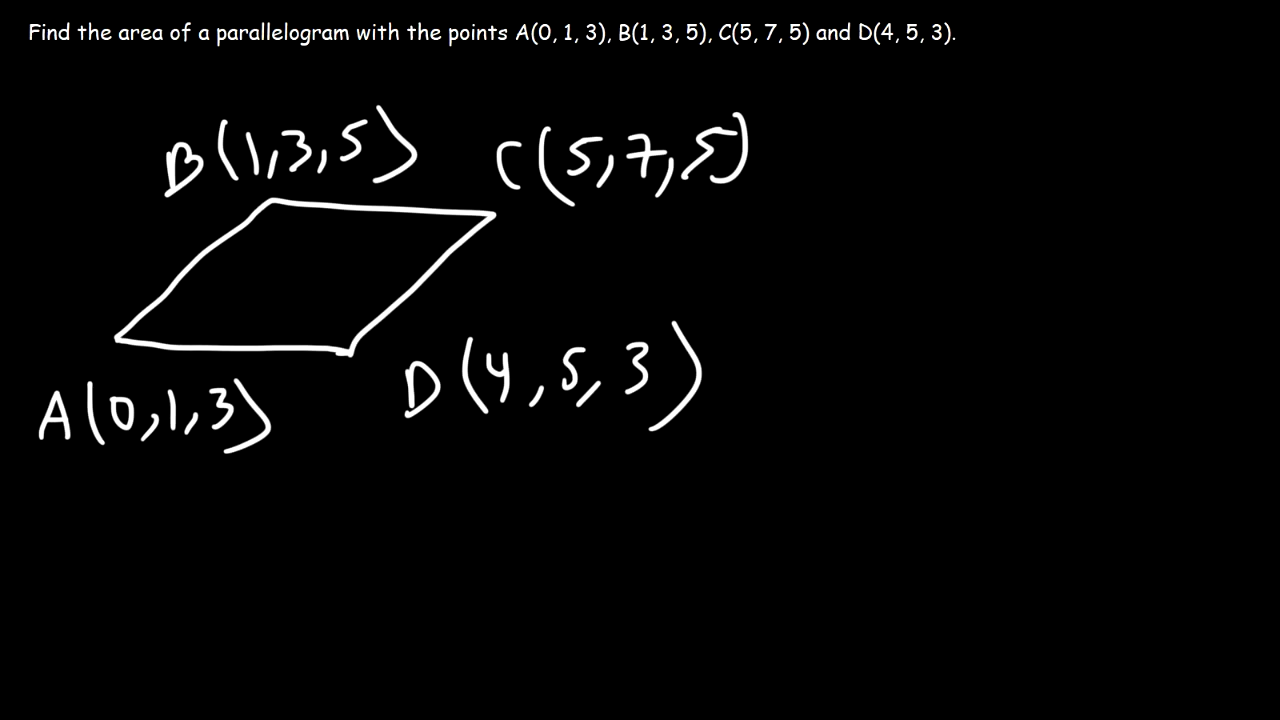 Find the area of a parallelogram with the points A(0, 1, 3), B(1, 3, 5), C(5, 7, 5) and D(4, 5, 3).
B(1,3,5) C(5,7,5)
A(0,1,3) D(4,5,3)